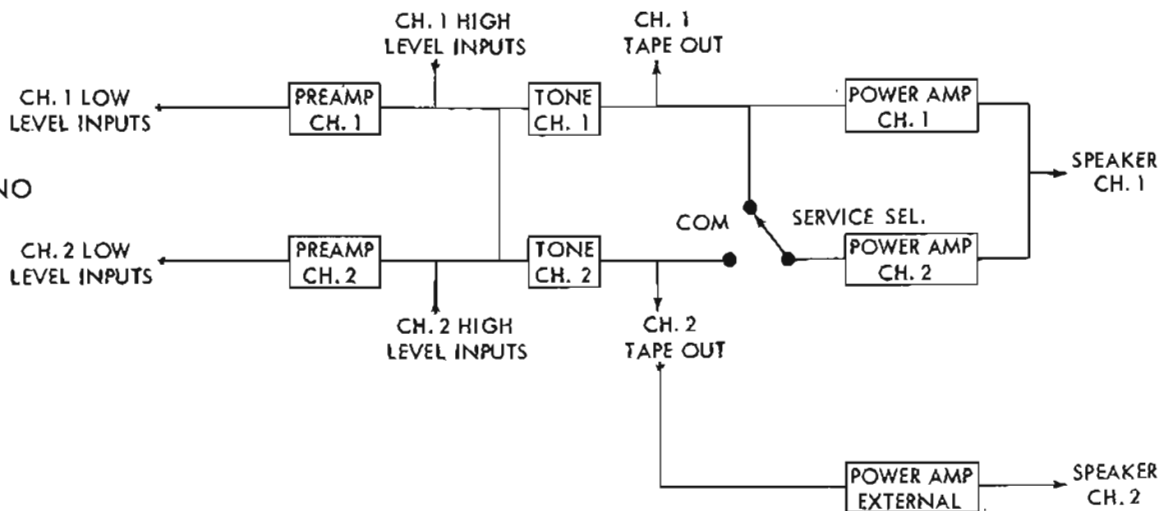 CH. 1 HIGH
LEVEL INPUTS
CH. 1
TAPE OUT
CH. 1 LOW
LEVEL INPUTS
PREAMP
CH. 1
TONE
CH. 1
POWER AMP
CH. 1
SPEAKER
CH. 1
COM
SERVICE SEL.
CH. 2 LOW
LEVEL INPUTS
PREAMP
CH. 2
TONE
CH. 2
POWER AMP
CH. 2
CH. 2 HIGH
LEVEL INPUTS
CH. 2
TAPE OUT
POWER AMP
EXTERNAL
SPEAKER
CH. 2